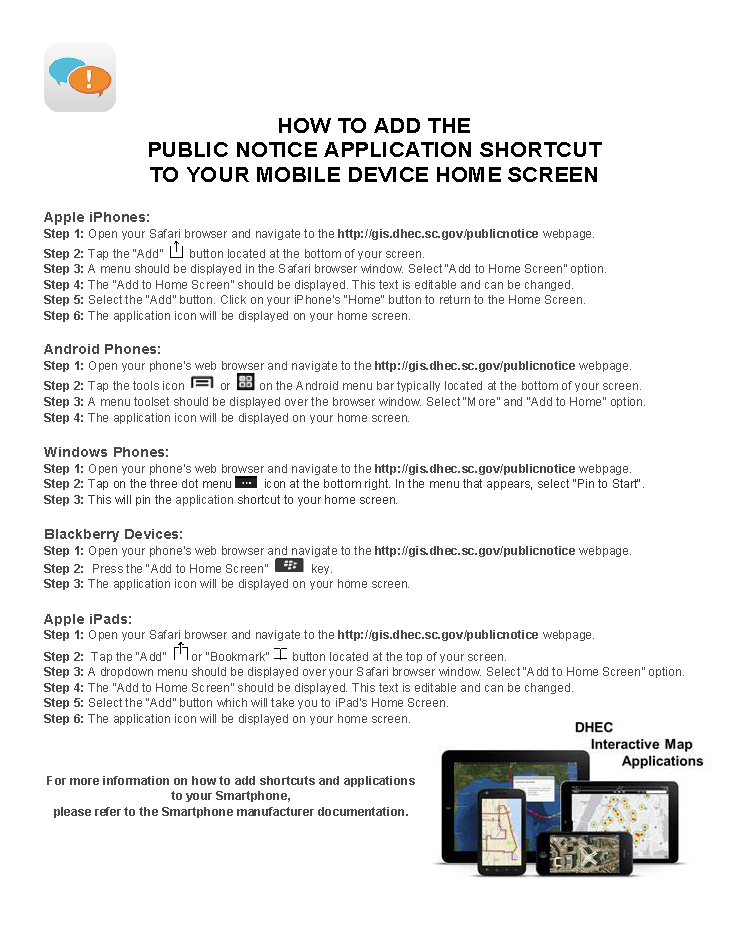 HOW TO ADD THE
PUBLIC NOTICE APPLICATION SHORTCUT
TO YOUR MOBILE DEVICE HOME SCREEN
Apple iPhones:
Step 1: Open your Safari browser and navigate to the http://gis.dhec.sc.gov/publicnotice webpage.
Step 2: Tap the "Add" button located at the bottom of your screen.
Step 3: A menu should be displayed in the Safari browser window. Select "Add to Home Screen" option.
Step 4: The "Add to Home Screen" should be displayed. This text is editable and can be changed.
Step 5: Select the "Add" button. Click on your iPhone's "Home" button to return to the Home Screen.
Step 6: The application icon will be displayed on your home screen.
Android Phones:
Step 1: Open your phone's web browser and navigate to the http://gis.dhec.sc.gov/publicnotice webpage.
Step 2: Tap the tools icon or on the Android menu bar typically located at the bottom of your screen.
Step 3: A menu toolset should be displayed over the browser window. Select "More" and "Add to Home" option.
Step 4: The application icon will be displayed on your home screen.
Windows Phones:
Step 1: Open your phone's web browser and navigate to the http://gis.dhec.sc.gov/publicnotice webpage.
Step 2: Tap on the three dot menu icon at the bottom right. In the menu that appears, select "Pin to Start".
Step 3: This will pin the application shortcut to your home screen.
Blackberry Devices:
Step 1: Open your phone's web browser and navigate to the http://gis.dhec.sc.gov/publicnotice webpage.
Step 2: Press the "Add to Home Screen" key.
Step 3: The application icon will be displayed on your home screen.
Apple iPads:
Step 1: Open your Safari browser and navigate to the http://gis.dhec.sc.gov/publicnotice webpage.
Step 2: Tap the "Add" or "Bookmark" button located at the top of your screen.
Step 3: A dropdown menu should be displayed over your Safari browser window. Select "Add to Home Screen" option.
Step 4: The "Add to Home Screen" should be displayed. This text is editable and can be changed.
Step 5: Select the "Add" button which will take you to iPad's Home Screen.
Step 6: The application icon will be displayed on your home screen.
DHEC
Interactive Map
Applications
For more information on how to add shortcuts and applications
to your Smartphone,
please refer to the Smartphone manufacturer documentation.